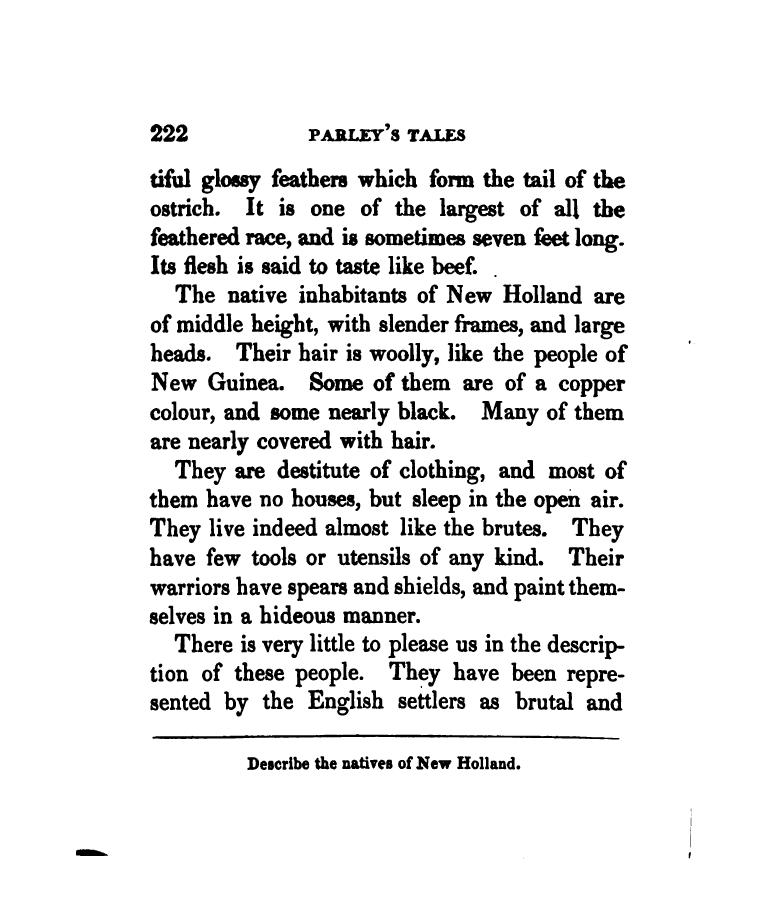 222 PARLEY'S TALES
tiful glossy feathers which form the tail of the
ostrich. It is one of the largest of all the
feathered race, and is sometimes seven feet long.
Its flesh is said to taste like beef.
The native inhabitants of New Holland are
of middle height, with slender frames, and large
heads. Their hair is woolly, like the people of
New Guinea. Some of them are of a copper
colour, and some nearly black. Many of them
are nearly covered with hair.
They are destitute of clothing, and most of
them have no houses, but sleep in the open air.
They live indeed almost like the brutes. They
have few tools or utensils of any kind. Their
warriors have spears and shields, and paint them-
selves in a hideous manner.
There is very little to please us in the descrip-
tion of these people. They have been repre-
sented by the English settlers as brutal and
Describe the natives of New Holland.